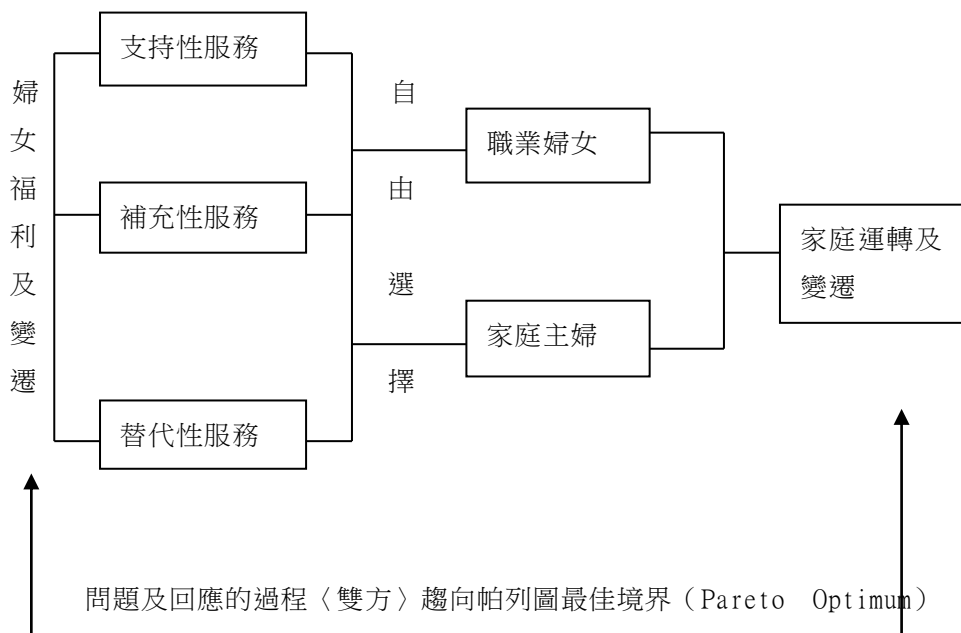 婦女福利及變遷
支持性服務
補充性服務
替代性服務
自由選擇
職業婦女
家庭主婦
家庭運轉及
變遷
問題及回應的過程〈雙方〉趨向帕列圖最佳境界（Pareto Optimum）